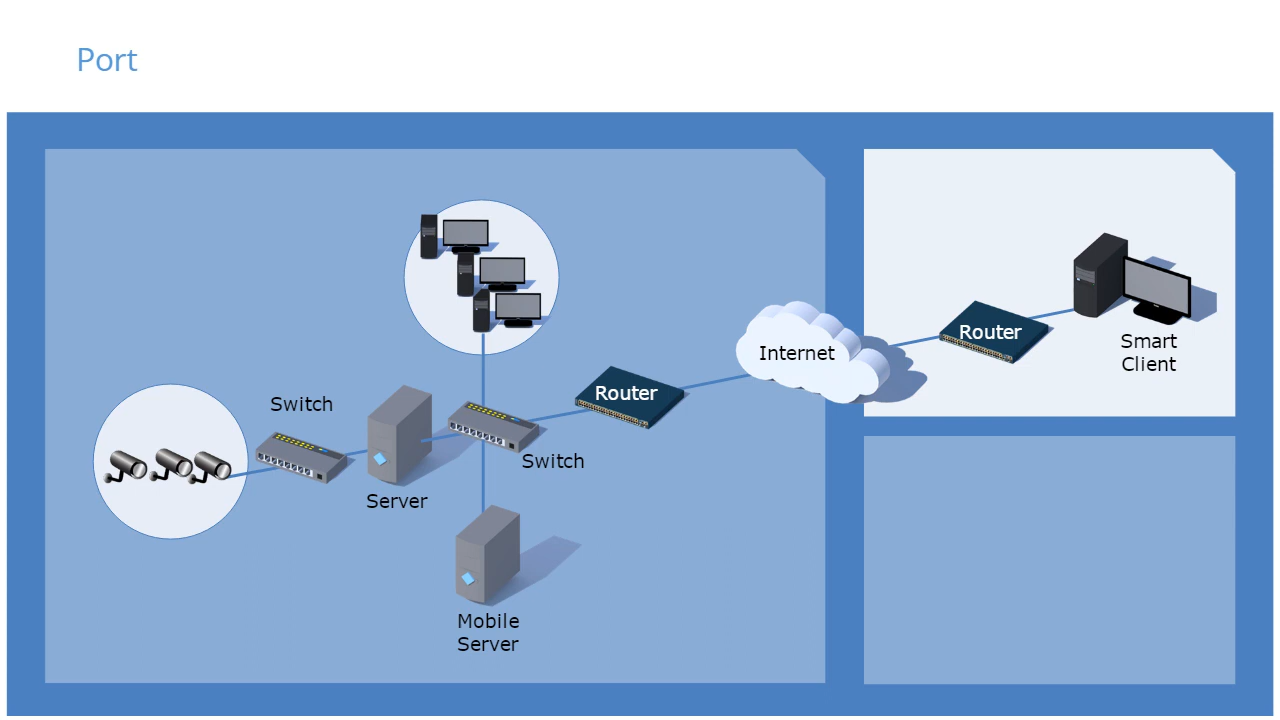 Port
Switch
Server
Switch
Mobile
Server
Router
Internet
Router
Smart
Client